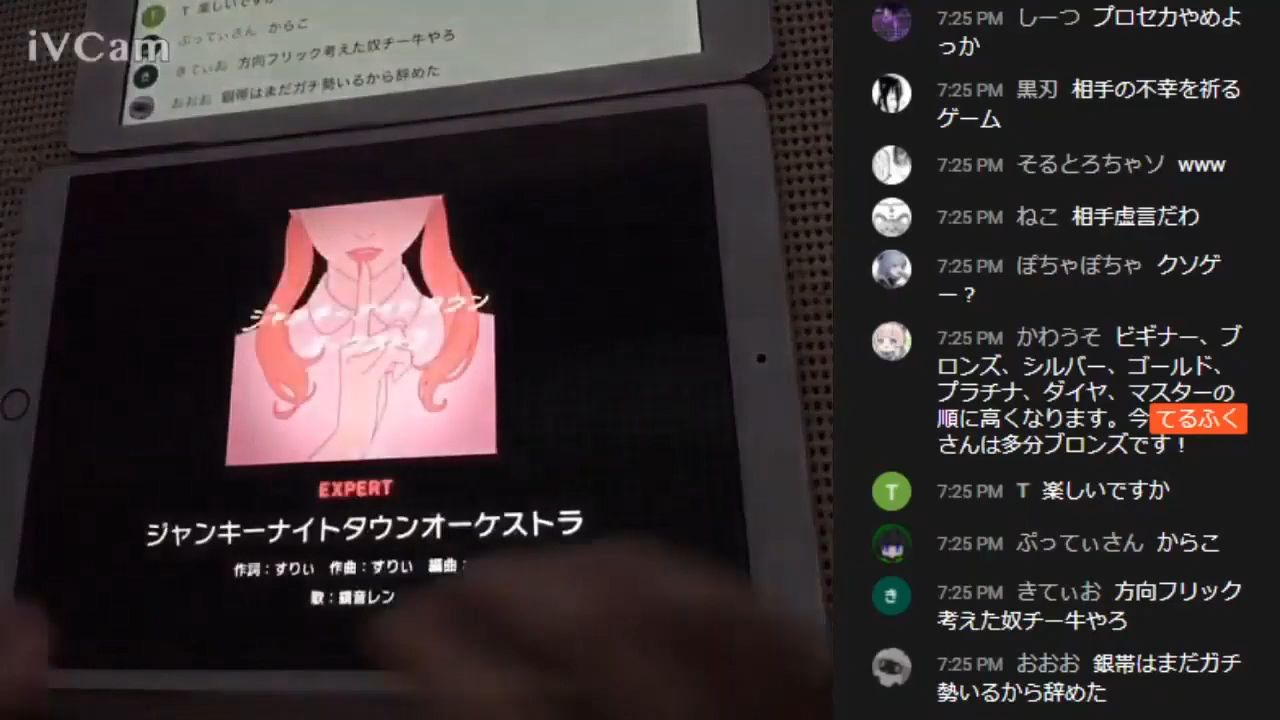 iVCam
T 楽しいですか
ぷってぃさん からこ
きてぃお 方向フリック考えた奴チー牛やろ
おおお 銀帯はまだガチ勢いるから辞めた
ジャンキーナイトタウン
EXPERT
ジャンキーナイトタウンオーケストラ
作詞：すりぃ 作曲：すりぃ 編曲：
歌：鏡音レン
7:25 PM しーつ プロセカやめよ
っか
7:25 PM 黒刃 相手の不幸を祈る
ゲーム
7:25 PM そるとろちゃソ www
7:25 PM ねこ 相手虚言だわ
7:25 PM ぽちゃぽちゃ クソゲ
ー？
7:25 PM かわうそ ビギナー、ブ
ロンズ、シルバー、ゴールド、
プラチナ、ダイヤ、マスターの
順に高くなります。今てるふく
さんは多分ブロンズです！
T
7:25 PM T 楽しいですか
7:25 PM ぷってぃさん からこ
き
7:25 PM きてぃお 方向フリック
考えた奴チー牛やろ
7:25 PM おおお 銀帯はまだガチ
勢いるから辞めた